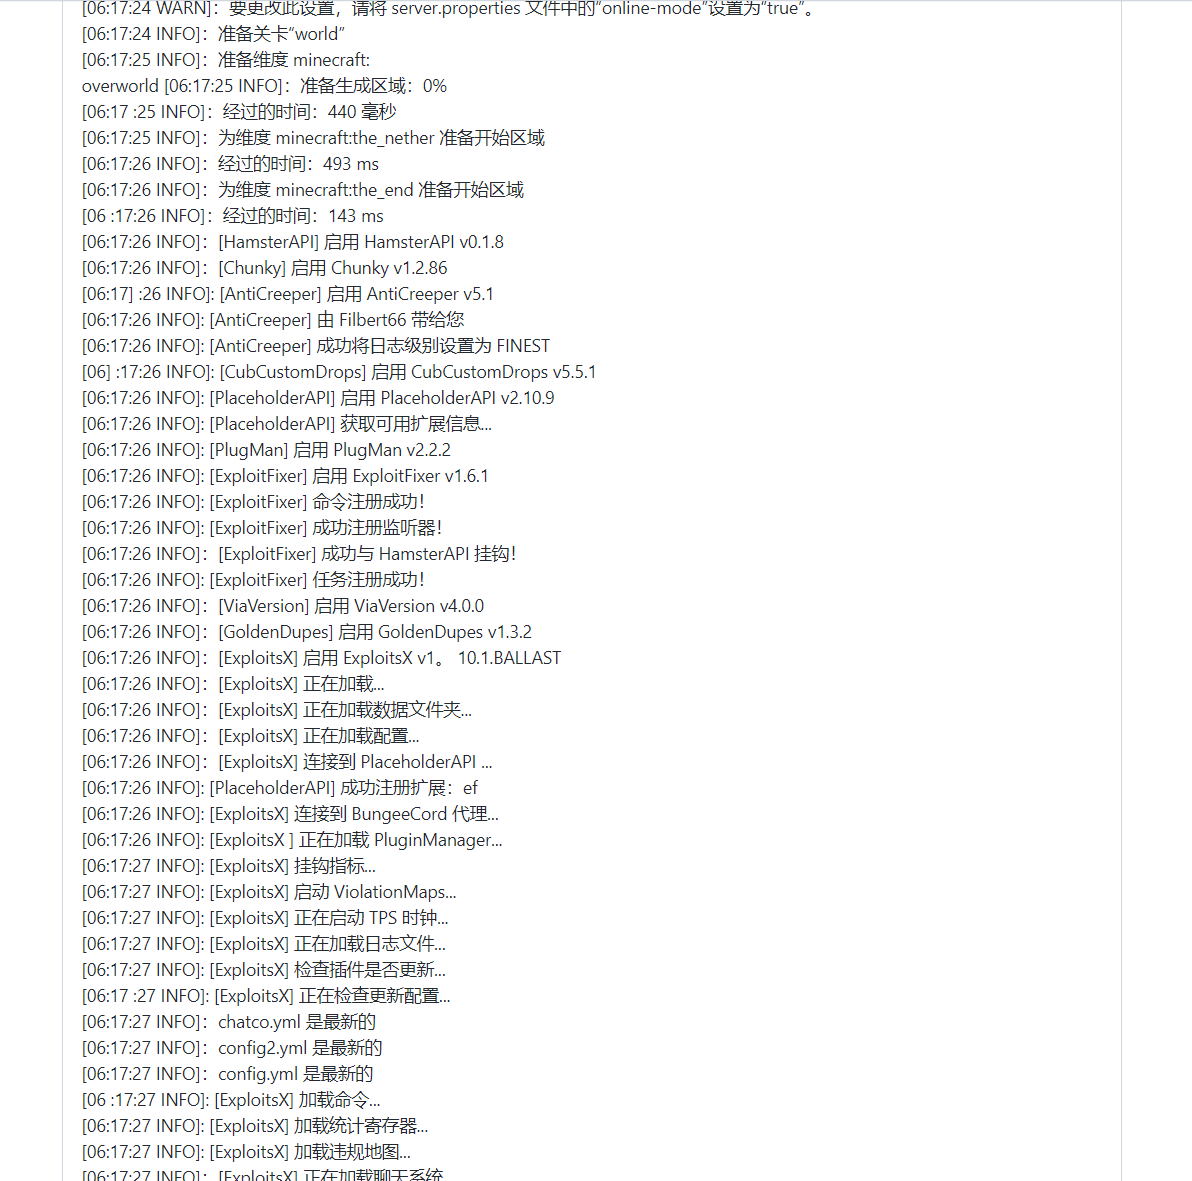 [06:17:24 WARN]：要更改此设置，请将 server.properties 文件中的“online-mode”设置为“true”。
[06:17:24 INFO]：准备关卡“world”
[06:17:25 INFO]：准备维度 minecraft:
overworld [06:17:25 INFO]：准备生成区域：0%
[06:17 :25 INFO]：经过的时间：440 毫秒
[06:17:25 INFO]：为维度 minecraft:the_nether 准备开始区域
[06:17:26 INFO]：经过的时间：493 ms
[06:17:26 INFO]：为维度 minecraft:the_end 准备开始区域
[06 :17:26 INFO]：经过的时间：143 ms
[06:17:26 INFO]：[HamsterAPI] 启用 HamsterAPI v0.1.8
[06:17:26 INFO]：[Chunky] 启用 Chunky v1.2.86
[06:17] :26 INFO]: [AntiCreeper] 启用 AntiCreeper v5.1
[06:17:26 INFO]: [AntiCreeper] 由 Filbert66 带给您
[06:17:26 INFO]: [AntiCreeper] 成功将日志级别设置为 FINEST
[06] :17:26 INFO]: [CubCustomDrops] 启用 CubCustomDrops v5.5.1
[06:17:26 INFO]: [PlaceholderAPI] 启用 PlaceholderAPI v2.10.9
[06:17:26 INFO]: [PlaceholderAPI] 获取可用扩展信息...
[06:17:26 INFO]: [PlugMan] 启用 PlugMan v2.2.2
[06:17:26 INFO]: [ExploitFixer] 启用 ExploitFixer v1.6.1
[06:17:26 INFO]: [ExploitFixer] 命令注册成功！
[06:17:26 INFO]: [ExploitFixer] 成功注册监听器！
[06:17:26 INFO]：[ExploitFixer] 成功与 HamsterAPI 挂钩！
[06:17:26 INFO]: [ExploitFixer] 任务注册成功！
[06:17:26 INFO]：[ViaVersion] 启用 ViaVersion v4.0.0
[06:17:26 INFO]：[GoldenDupes] 启用 GoldenDupes v1.3.2
[06:17:26 INFO]：[ExploitsX] 启用 ExploitsX v1。 10.1.BALLAST
[06:17:26 INFO]：[ExploitsX] 正在加载...
[06:17:26 INFO]：[ExploitsX] 正在加载数据文件夹...
[06:17:26 INFO]：[ExploitsX] 正在加载配置...
[06:17:26 INFO]：[ExploitsX] 连接到 PlaceholderAPI ...
[06:17:26 INFO]: [PlaceholderAPI] 成功注册扩展：ef
[06:17:26 INFO]: [ExploitsX] 连接到 BungeeCord 代理...
[06:17:26 INFO]: [ExploitsX ] 正在加载 PluginManager...
[06:17:27 INFO]: [ExploitsX] 挂钩指标...
[06:17:27 INFO]: [ExploitsX] 启动 ViolationMaps...
[06:17:27 INFO]: [ExploitsX] 正在启动 TPS 时钟...
[06:17:27 INFO]: [ExploitsX] 正在加载日志文件...
[06:17:27 INFO]: [ExploitsX] 检查插件是否更新...
[06:17 :27 INFO]: [ExploitsX] 正在检查更新配置...
[06:17:27 INFO]：chatco.yml 是最新的
[06:17:27 INFO]：config2.yml 是最新的
[06:17:27 INFO]：config.yml 是最新的
[06 :17:27 INFO]: [ExploitsX] 加载命令...
[06:17:27 INFO]: [ExploitsX] 加载统计寄存器...
[06:17:27 INFO]: [ExploitsX] 加载违规地图...
[06:17:27 INFO]：[ExploitsX] 正在加载聊天系统